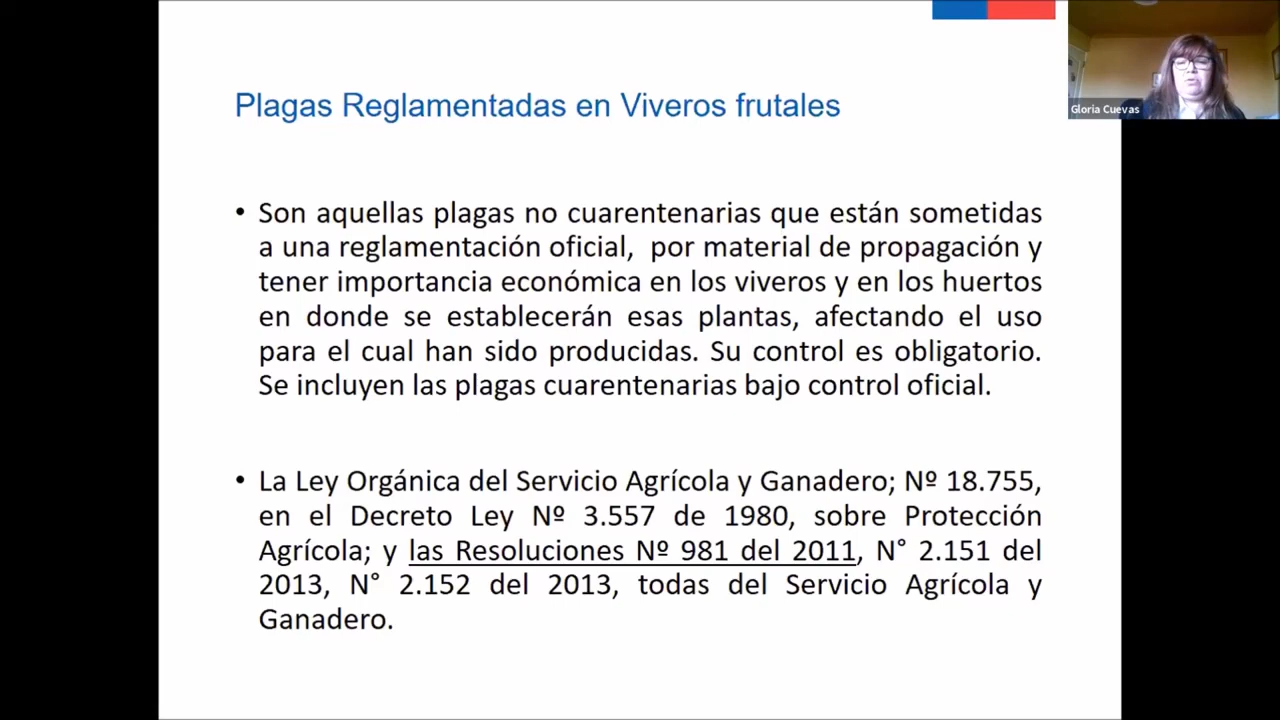 Plagas Reglamentadas en Viveros frutales
Gloria Cuevas
• Son aquellas plagas no cuarentenarias que están sometidas
a una reglamentación oficial, por material de propagación y
tener importancia económica en los viveros y en los huertos
en donde se establecerán esas plantas, afectando el uso
para el cual han sido producidas. Su control es obligatorio.
Se incluyen las plagas cuarentenarias bajo control oficial.
• La Ley Orgánica del Servicio Agrícola y Ganadero; Nº 18.755,
en el Decreto Ley Nº 3.557 de 1980, sobre Protección
Agrícola; y las Resoluciones Nº 981 del 2011, N° 2.151 del
2013, N° 2.152 del 2013, todas del Servicio Agrícola y
Ganadero.